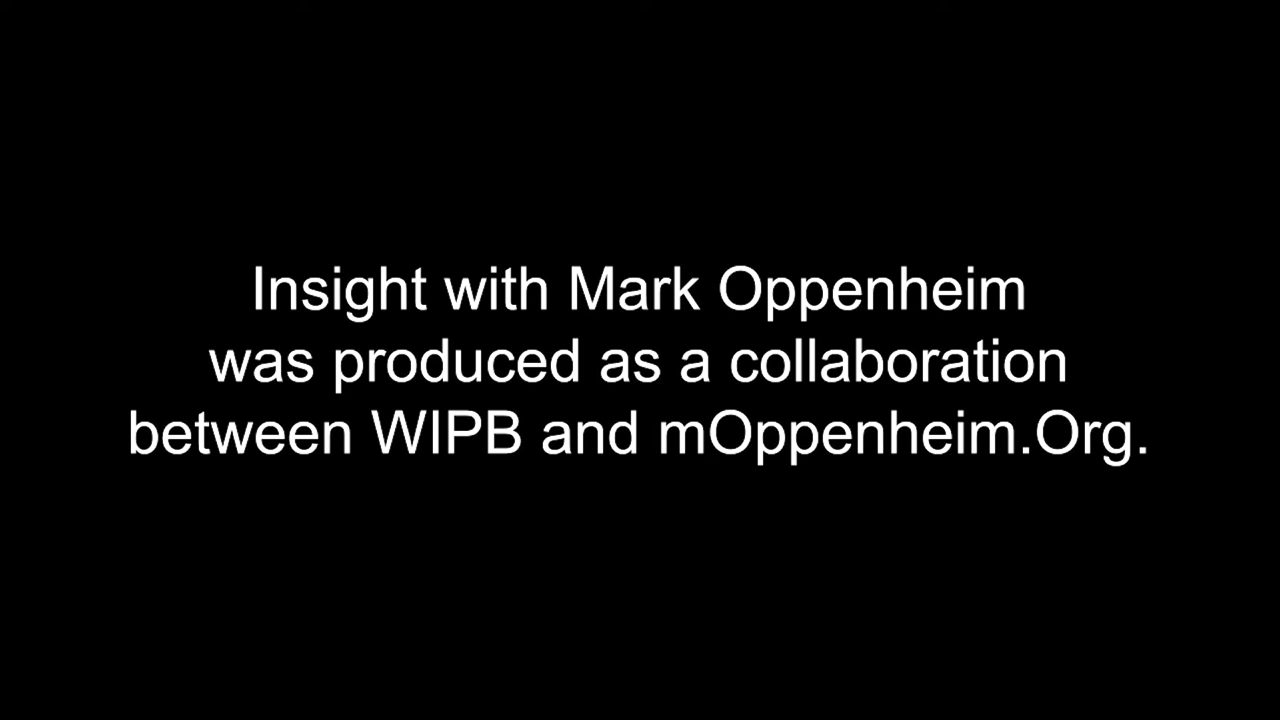 Insight with Mark Oppenheim
was produced as a collaboration
between WIPB and mOppenheim.Org.